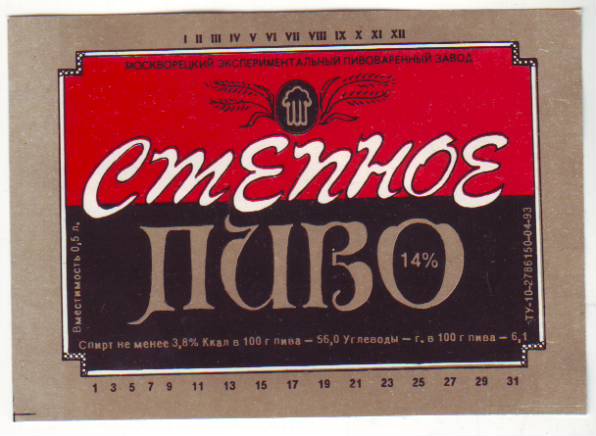 I II III IV V VI VII VIII IX X XI XII
МОСКВОРЕЦКИЙ ЭКСПЕРИМЕНТАЛЬНЫЙ ПИВОВАРЕННЫЙ ЗАВОД
СТЕПНОЕ
ПИВО
14%
Вместимость 0,5 л.
ТУ-10-2786150-04-93
Спирт не менее 3,8% Ккал в 100 г пива — 56,0 Углеводы — г. в 100 г пива — 6,1
1 3 5 7 9 11 13 15 17 19 21 23 25 27 29 31